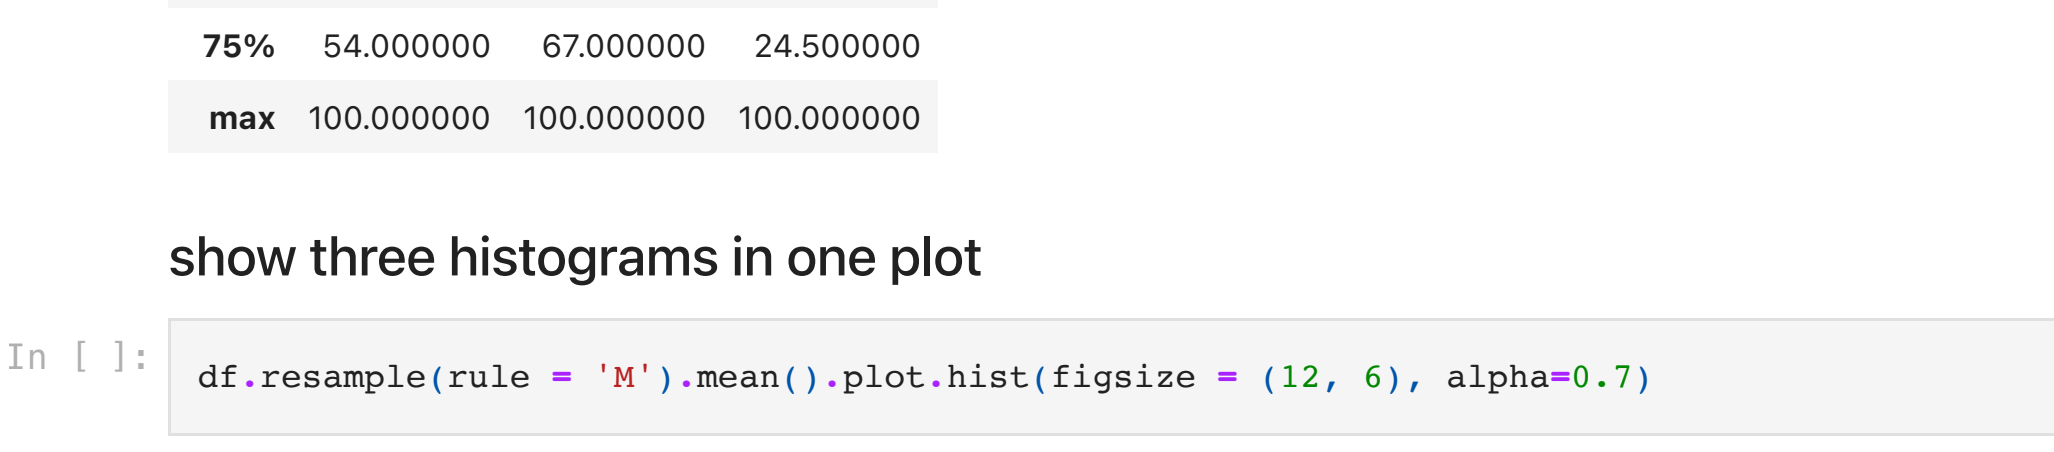 75% 54.000000 67.000000 24.500000
max 100.000000 100.000000 100.000000
show three histograms in one plot
In [ ]: df.resample(rule = 'M').mean().plot.hist(figsize = (12, 6), alpha=0.7)